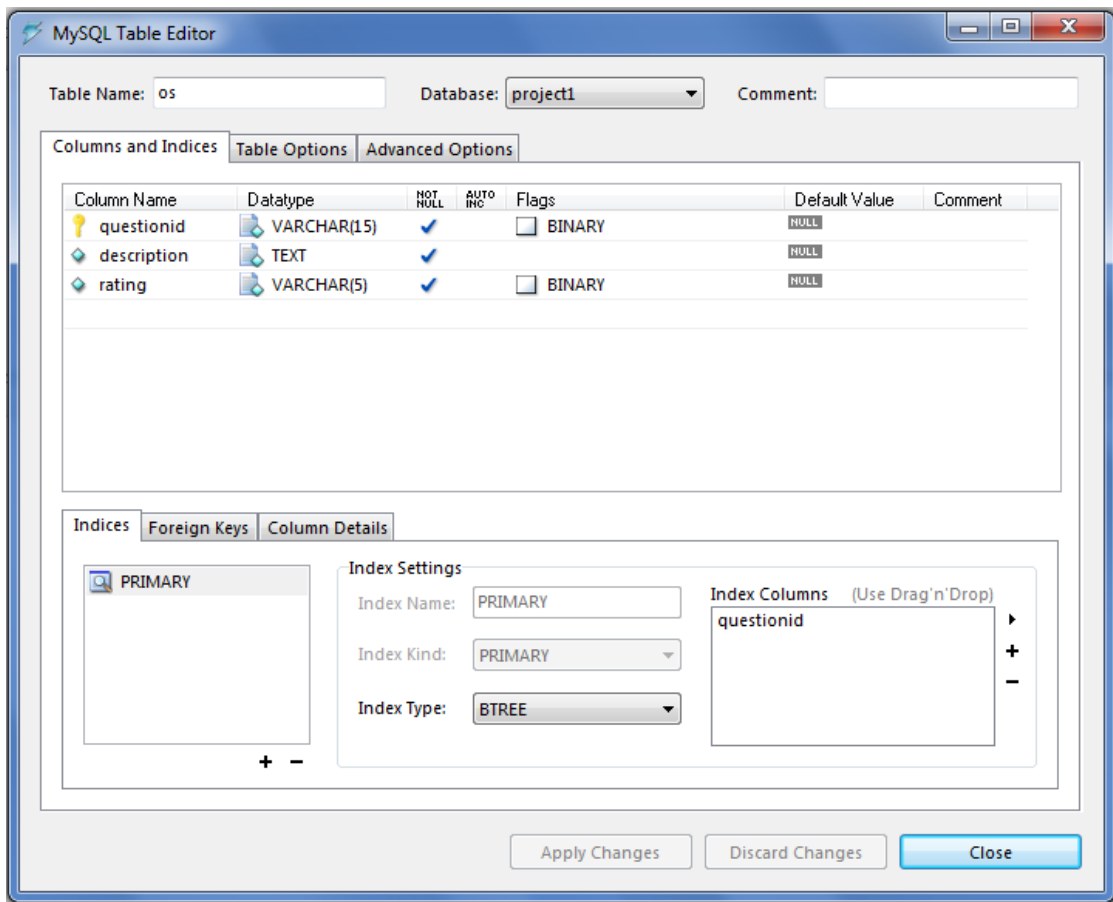 MySQL Table Editor
Table Name: os Database: project1 Comment:
Columns and Indices Table Options Advanced Options
Column Name Datatype NOT NULL AUTO INC Flags Default Value Comment
questionid VARCHAR(15) BINARY NULL
description TEXT NULL
rating VARCHAR(5) BINARY NULL
Indices Foreign Keys Column Details
PRIMARY
Index Settings
Index Name: PRIMARY
Index Kind: PRIMARY
Index Type: BTREE
Index Columns (Use Drag'n'Drop)
questionid
Apply Changes Discard Changes Close